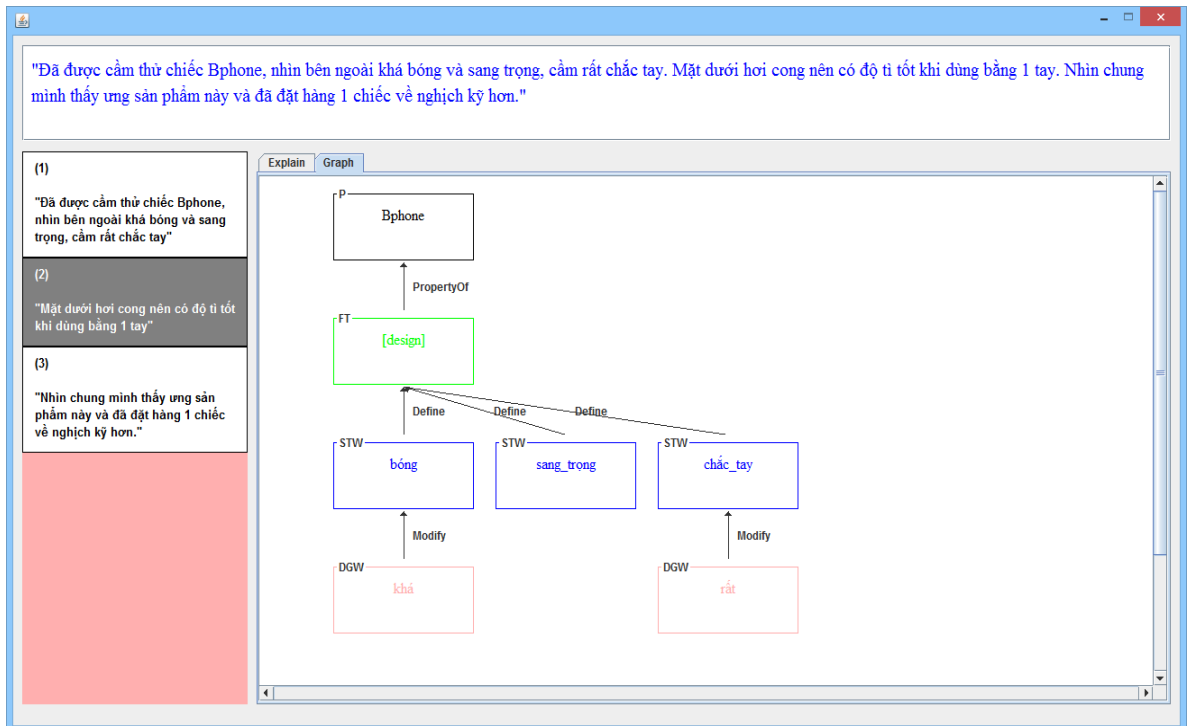 "Đã được cầm thử chiếc Bphone, nhìn bên ngoài khá bóng và sang trọng, cầm rất chắc tay. Mặt dưới hơi cong nên có độ tì tốt khi dùng bằng 1 tay. Nhìn chung
mình thấy ưng sản phẩm này và đã đặt hàng 1 chiếc về nghịch kỹ hơn."
(1)
"Đã được cầm thử chiếc Bphone,
nhìn bên ngoài khá bóng và sang
trọng, cầm rất chắc tay"
(2)
"Mặt dưới hơi cong nên có độ tì tốt
khi dùng bằng 1 tay"
(3)
"Nhìn chung mình thấy ưng sản
phẩm này và đã đặt hàng 1 chiếc
về nghịch kỹ hơn."
Explain Graph
P
Bphone
PropertyOf
FT
[design]
Define Define Define
STW STW STW
bóng sang_trọng chắc_tay
Modify Modify
DGW DGW
khá rất